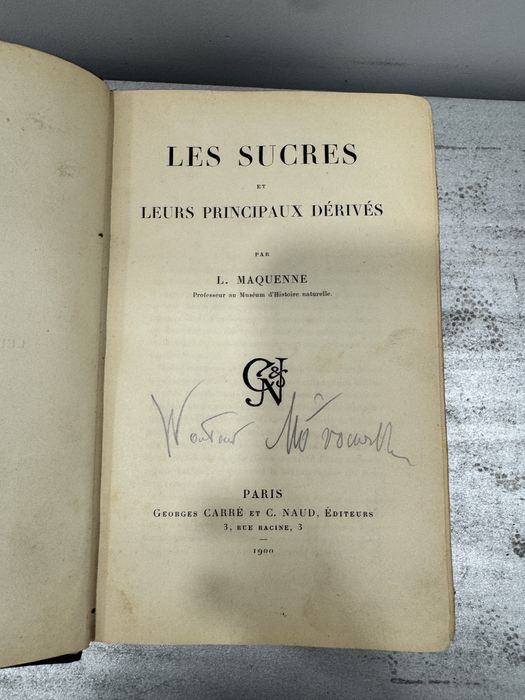 LES SUCRES
ET
LEURS PRINCIPAUX DÉRIVÉS
PAR
L. MAQUENNE
Professeur au Muséum d'Histoire naturelle.
PARIS
GEORGES CARRÉ ET C. NAUD, ÉDITEURS
3, RUE RACINE, 3
1900